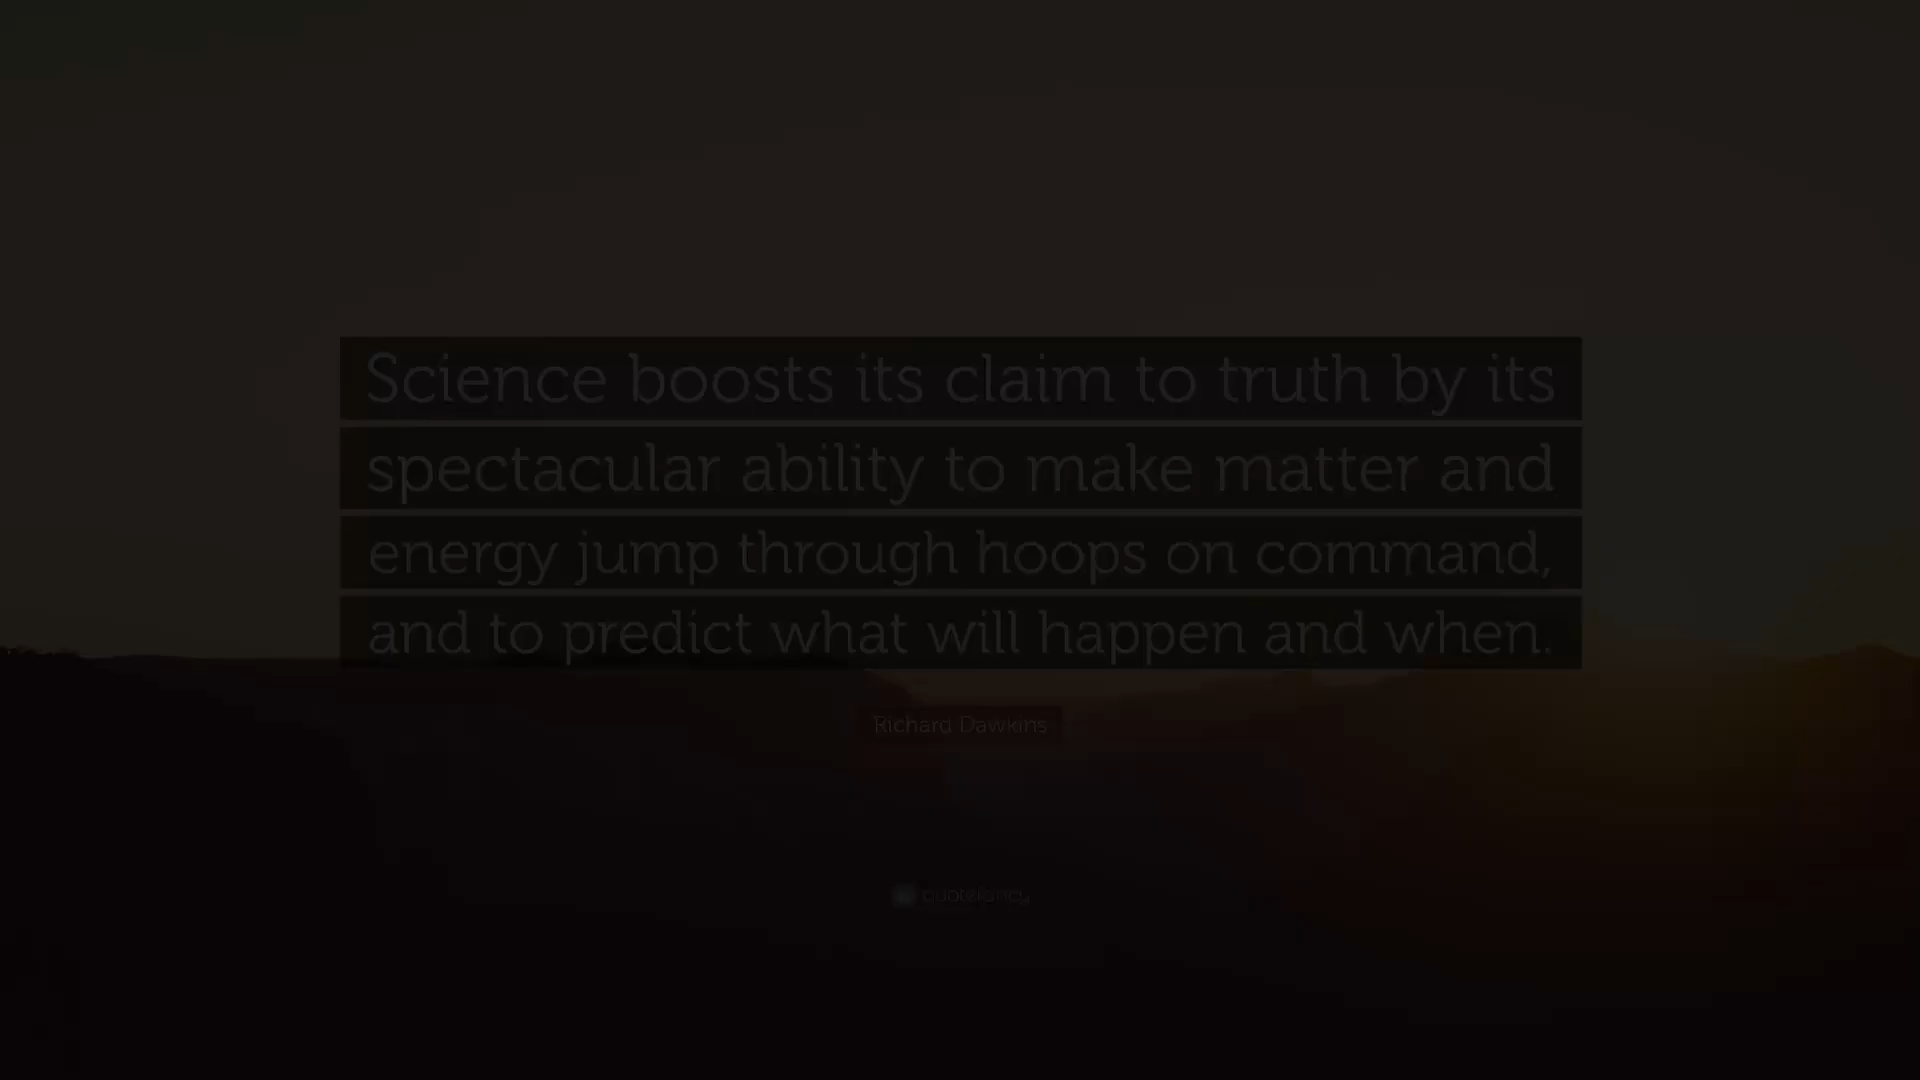 Science boosts its claim to truth by its
spectacular ability to make matter and
energy jump through hoops on command,
and to predict what will happen and when.
Richard Dawkins
quotefancy